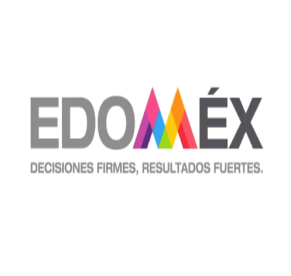 EDOMÉX
DECISIONES FIRMES, RESULTADOS FUERTES.